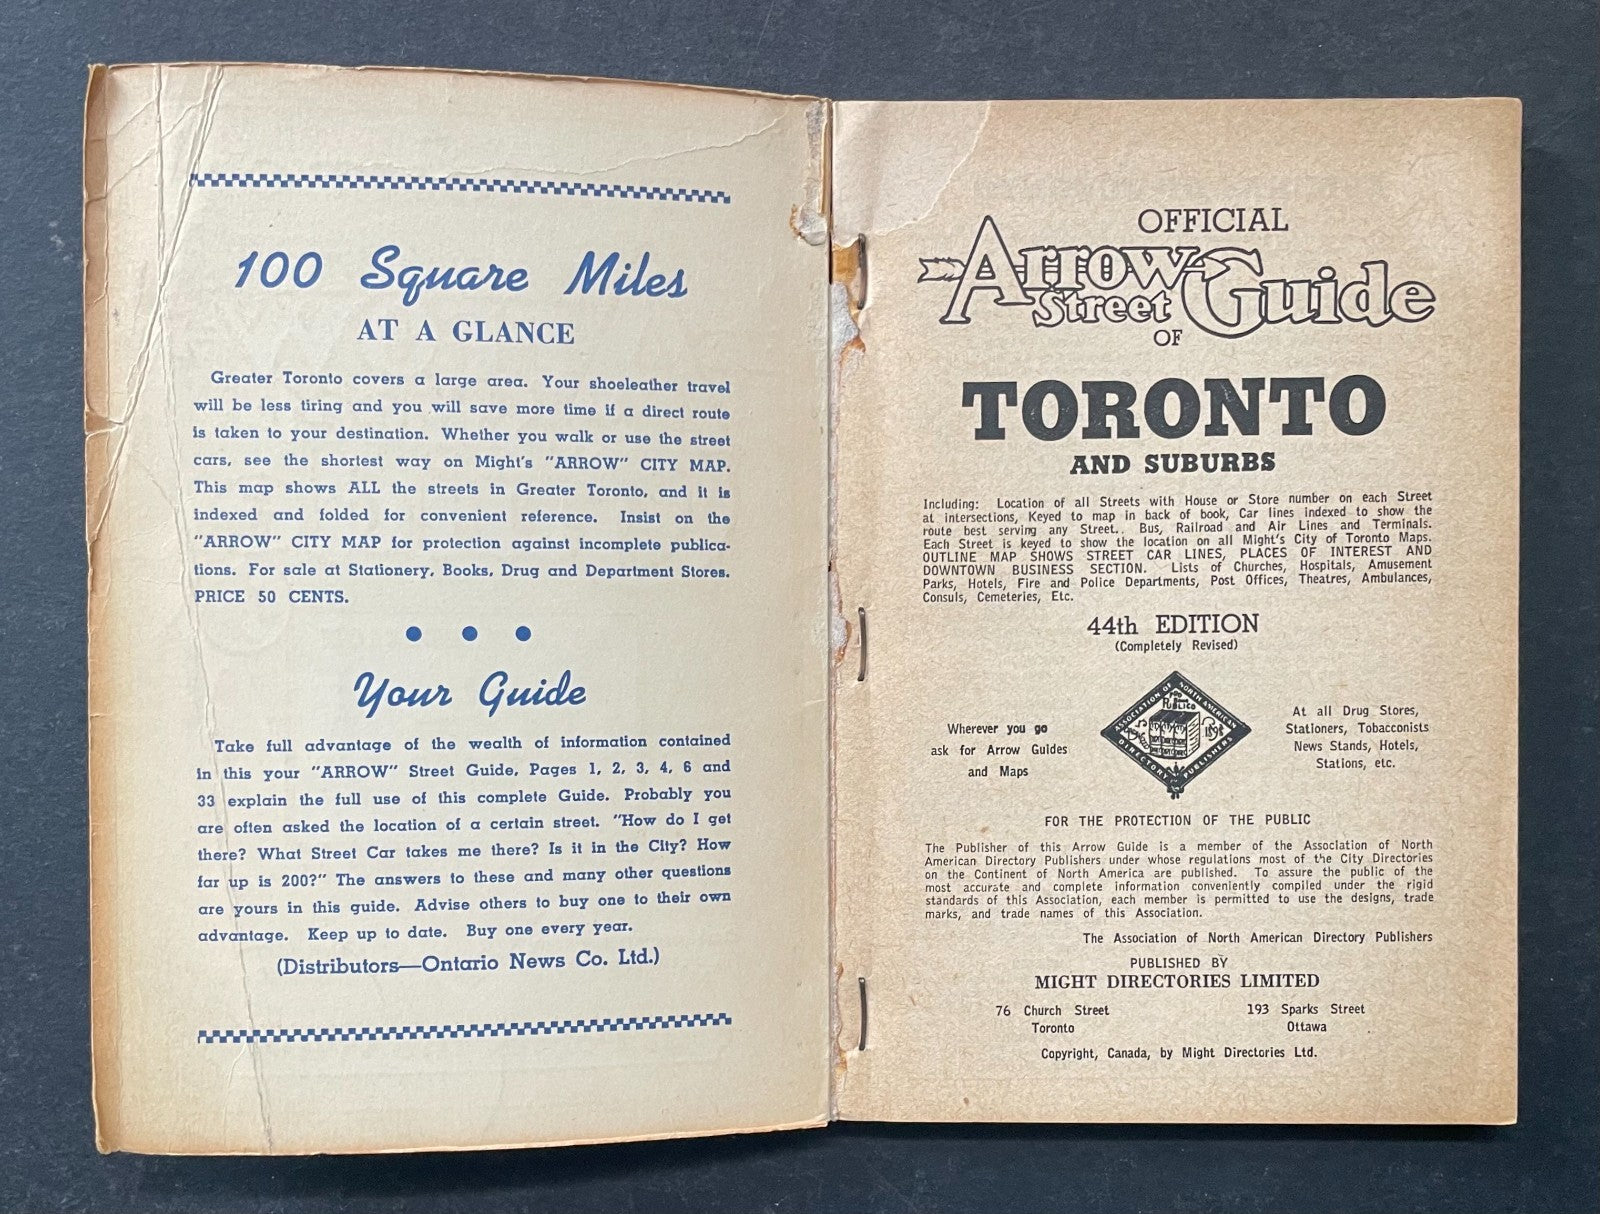 100 Square Miles
AT A GLANCE
Greater Toronto covers a large area. Your shoeleather travel
will be less tiring and you will save more time if a direct route
is taken to your destination. Whether you walk or use the street
cars, see the shortest way on Might's "ARROW" CITY MAP.
This map shows ALL the streets in Greater Toronto, and it is
indexed and folded for convenient reference. Insist on the
"ARROW" CITY MAP for protection against incomplete publica-
tions. For sale at Stationery, Books, Drug and Department Stores.
PRICE 50 CENTS.
Your Guide
Take full advantage of the wealth of information contained
in this your "ARROW" Street Guide, Pages 1, 2, 3, 4, 6 and
33 explain the full use of this complete Guide. Probably you
are often asked the location of a certain street. "How do I get
there? What Street Car takes me there? Is it in the City? How
far up is 200?" The answers to these and many other questions
are yours in this guide. Advise others to buy one to their own
advantage. Keep up to date. Buy one every year.
(Distributors—Ontario News Co. Ltd.)
OFFICIAL
Arrow Street Guide
OF
TORONTO
AND SUBURBS
Including: Location of all Streets with House or Store number on each Street
at intersections, Keyed to map in back of book, Car lines indexed to show the
route best serving any Street. Bus, Railroad and Air Lines and Terminals.
Each Street is keyed to show the location on all Might's City of Toronto Maps.
OUTLINE MAP SHOWS STREET CAR LINES, PLACES OF INTEREST AND
DOWNTOWN BUSINESS SECTION. Lists of Churches, Hospitals, Amusement
Parks, Hotels, Fire and Police Departments, Post Offices, Theatres, Ambulances,
Consuls, Cemeteries, Etc.
44th EDITION
(Completely Revised)
Wherever you go
ask for Arrow Guides
and Maps
ASSOCIATION OF NORTH AMERICAN
DIRECTORY PUBLISHERS
PRO BONO PUBLICO
1898
At all Drug Stores,
Stationers, Tobacconists
News Stands, Hotels,
Stations, etc.
FOR THE PROTECTION OF THE PUBLIC
The Publisher of this Arrow Guide is a member of the Association of North
American Directory Publishers under whose regulations most of the City Directories
on the Continent of North America are published. To assure the public of the
most accurate and complete information conveniently compiled under the rigid
standards of this Association, each member is permitted to use the designs, trade
marks, and trade names of this Association.
The Association of North American Directory Publishers
PUBLISHED BY
MIGHT DIRECTORIES LIMITED
76 Church Street 193 Sparks Street
Toronto Ottawa
Copyright, Canada, by Might Directories Ltd.